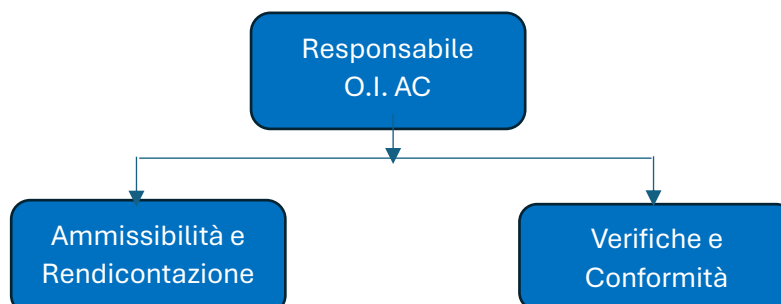 Responsabile
O.I. AC
Ammissibilità e
Rendicontazione
Verifiche e
Conformità